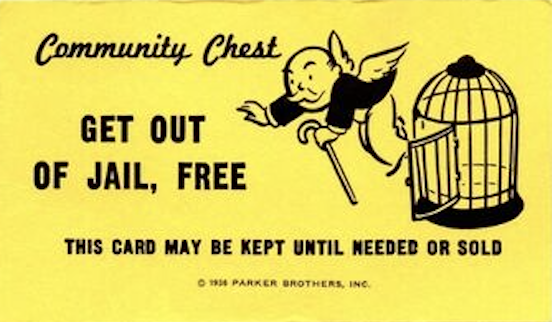 Community Chest
GET OUT
OF JAIL, FREE
THIS CARD MAY BE KEPT UNTIL NEEDED OR SOLD
© 1936 PARKER BROTHERS, INC.